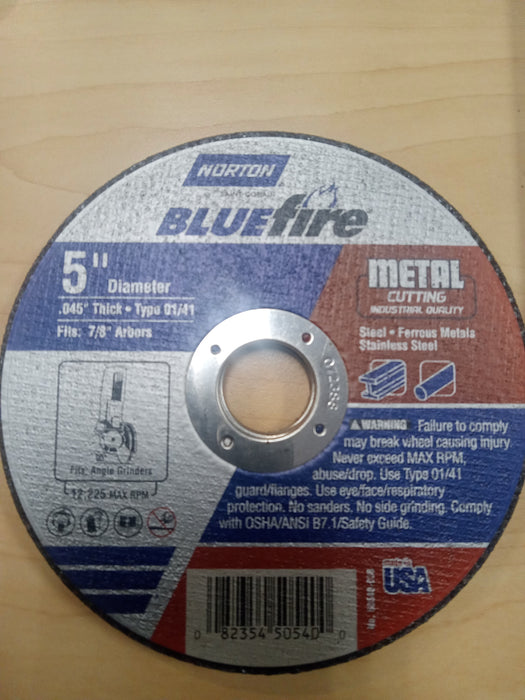 NORTON
SAINT-GOBAIN
BLUEfire
5" Diameter
.045" Thick • Type 01/41
Fits: 7/8" Arbors
METAL
CUTTING
INDUSTRIAL QUALITY
Steel • Ferrous Metals
Stainless Steel
Fits: Angle Grinders
12,225 MAX RPM
WARNING Failure to comply
may break wheel causing injury.
Never exceed MAX RPM,
abuse/drop. Use Type 01/41
guard/flanges. Use eye/face/respiratory
protection. No sanders. No side grinding. Comply
with OSHA/ANSI B7.1/Safety Guide.
USA
0 82354 50540 0